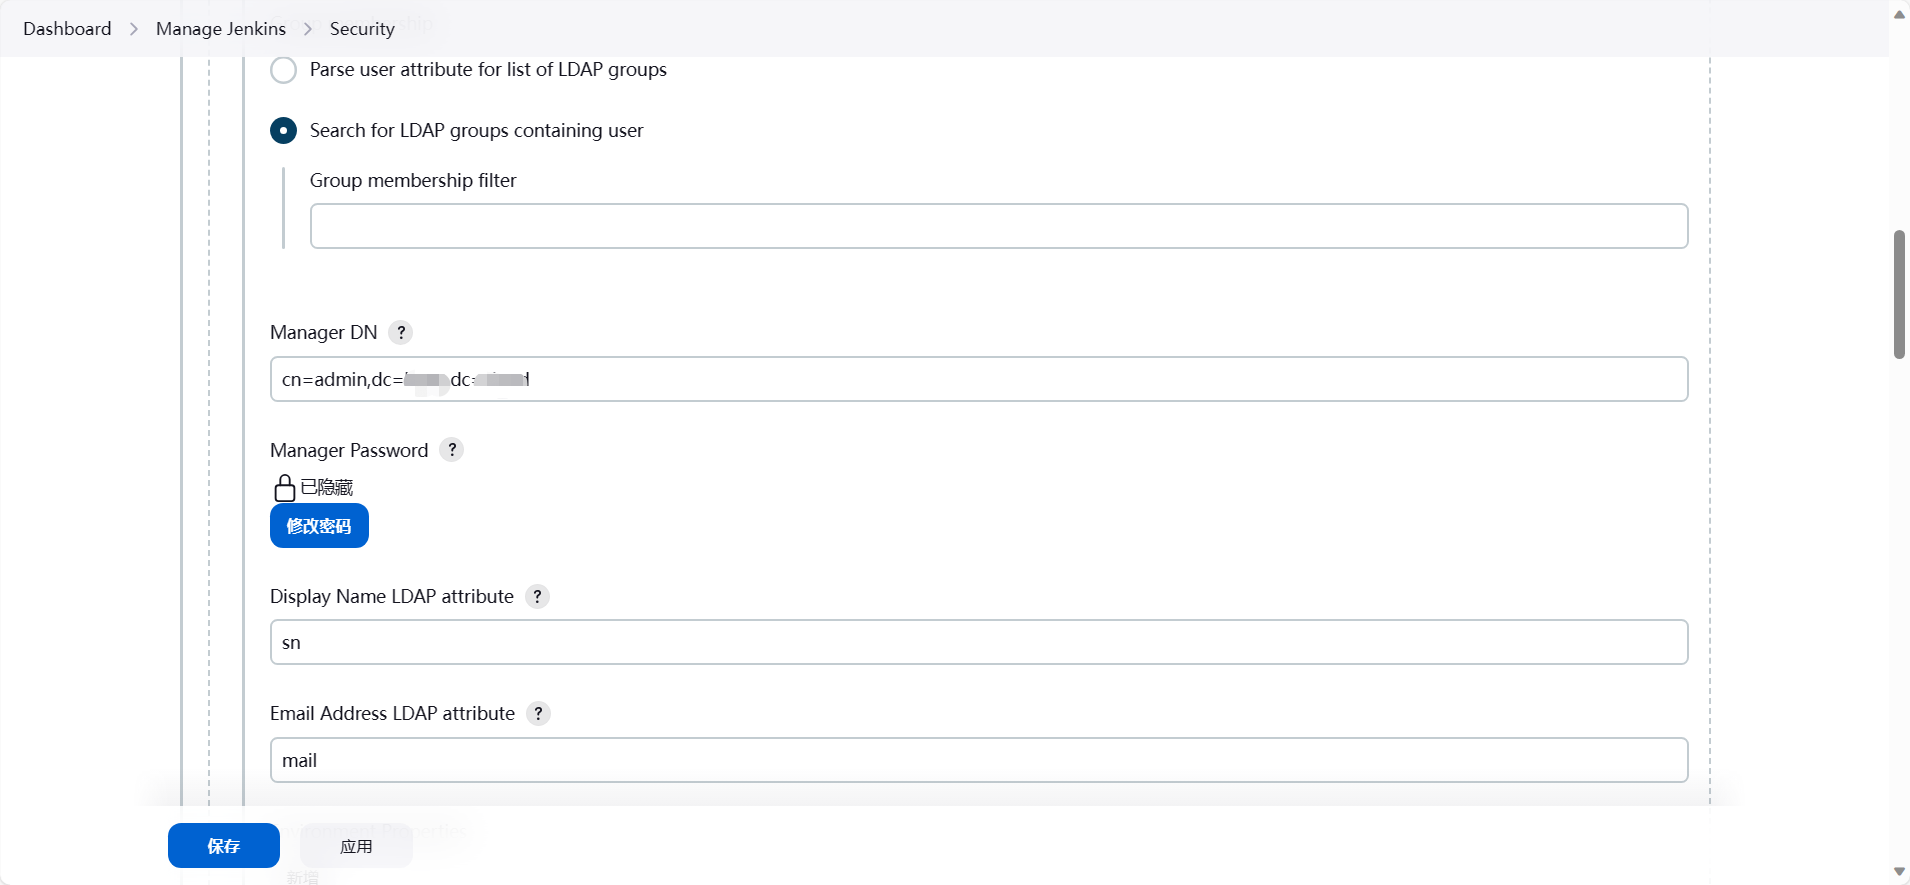 Dashboard > Manage Jenkins > Security
Parse user attribute for list of LDAP groups
Search for LDAP groups containing user
Group membership filter
Manager DN ?
cn=admin,dc= dc=
Manager Password ?
已隐藏
修改密码
Display Name LDAP attribute ?
sn
Email Address LDAP attribute ?
mail
保存
应用
新增